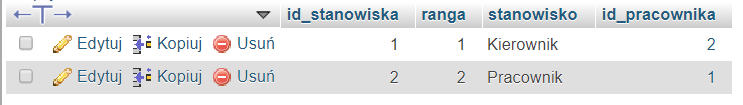 id_stanowiska ranga stanowisko id_pracownika
Edytuj Kopiuj Usuń 1 1 Kierownik 2
Edytuj Kopiuj Usuń 2 2 Pracownik 1